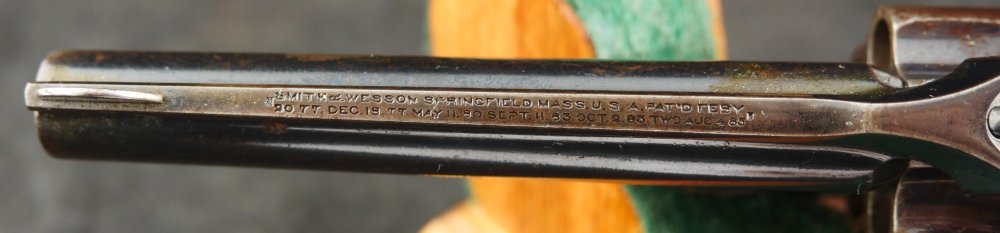 SMITH & WESSON SPRINGFIELD, MASS. U.S.A. PAT'D FEBY.
20. 77. DEC. 18. 77. MAY 11. 80. SEPT. 11. 83. OCT. 2. 83. TWO AUG. 4. 85.